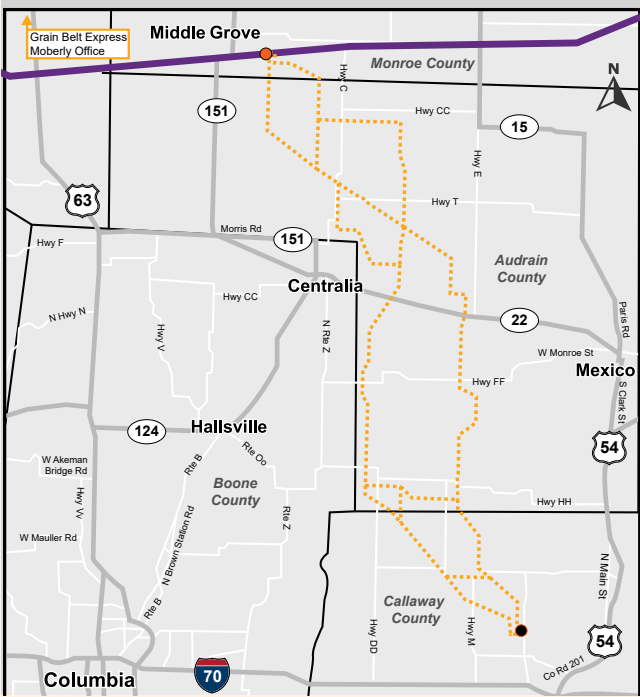 Grain Belt Express
Moberly Office
Middle Grove
Monroe County
N
Hwy C
151
Hwy CC
15
Hwy E
63
Hwy T
Morris Rd
151
Hwy F
Audrain
County
Centralia
Hwy CC
N Hwy N
22
Paris Rd
Hwy V
N Rte Z
W Monroe St
Mexico
Hwy FF
S Clark St
124
Hallsville
54
W Akeman
Bridge Rd
Rte B
Rte Oo
Boone
County
Hwy VV
Rte Z
Hwy HH
W Mauller Rd
N Brown Station Rd
N Main St
Callaway
County
Rte B
Hwy DD
Hwy M
54
Co Rd 201
Columbia
70